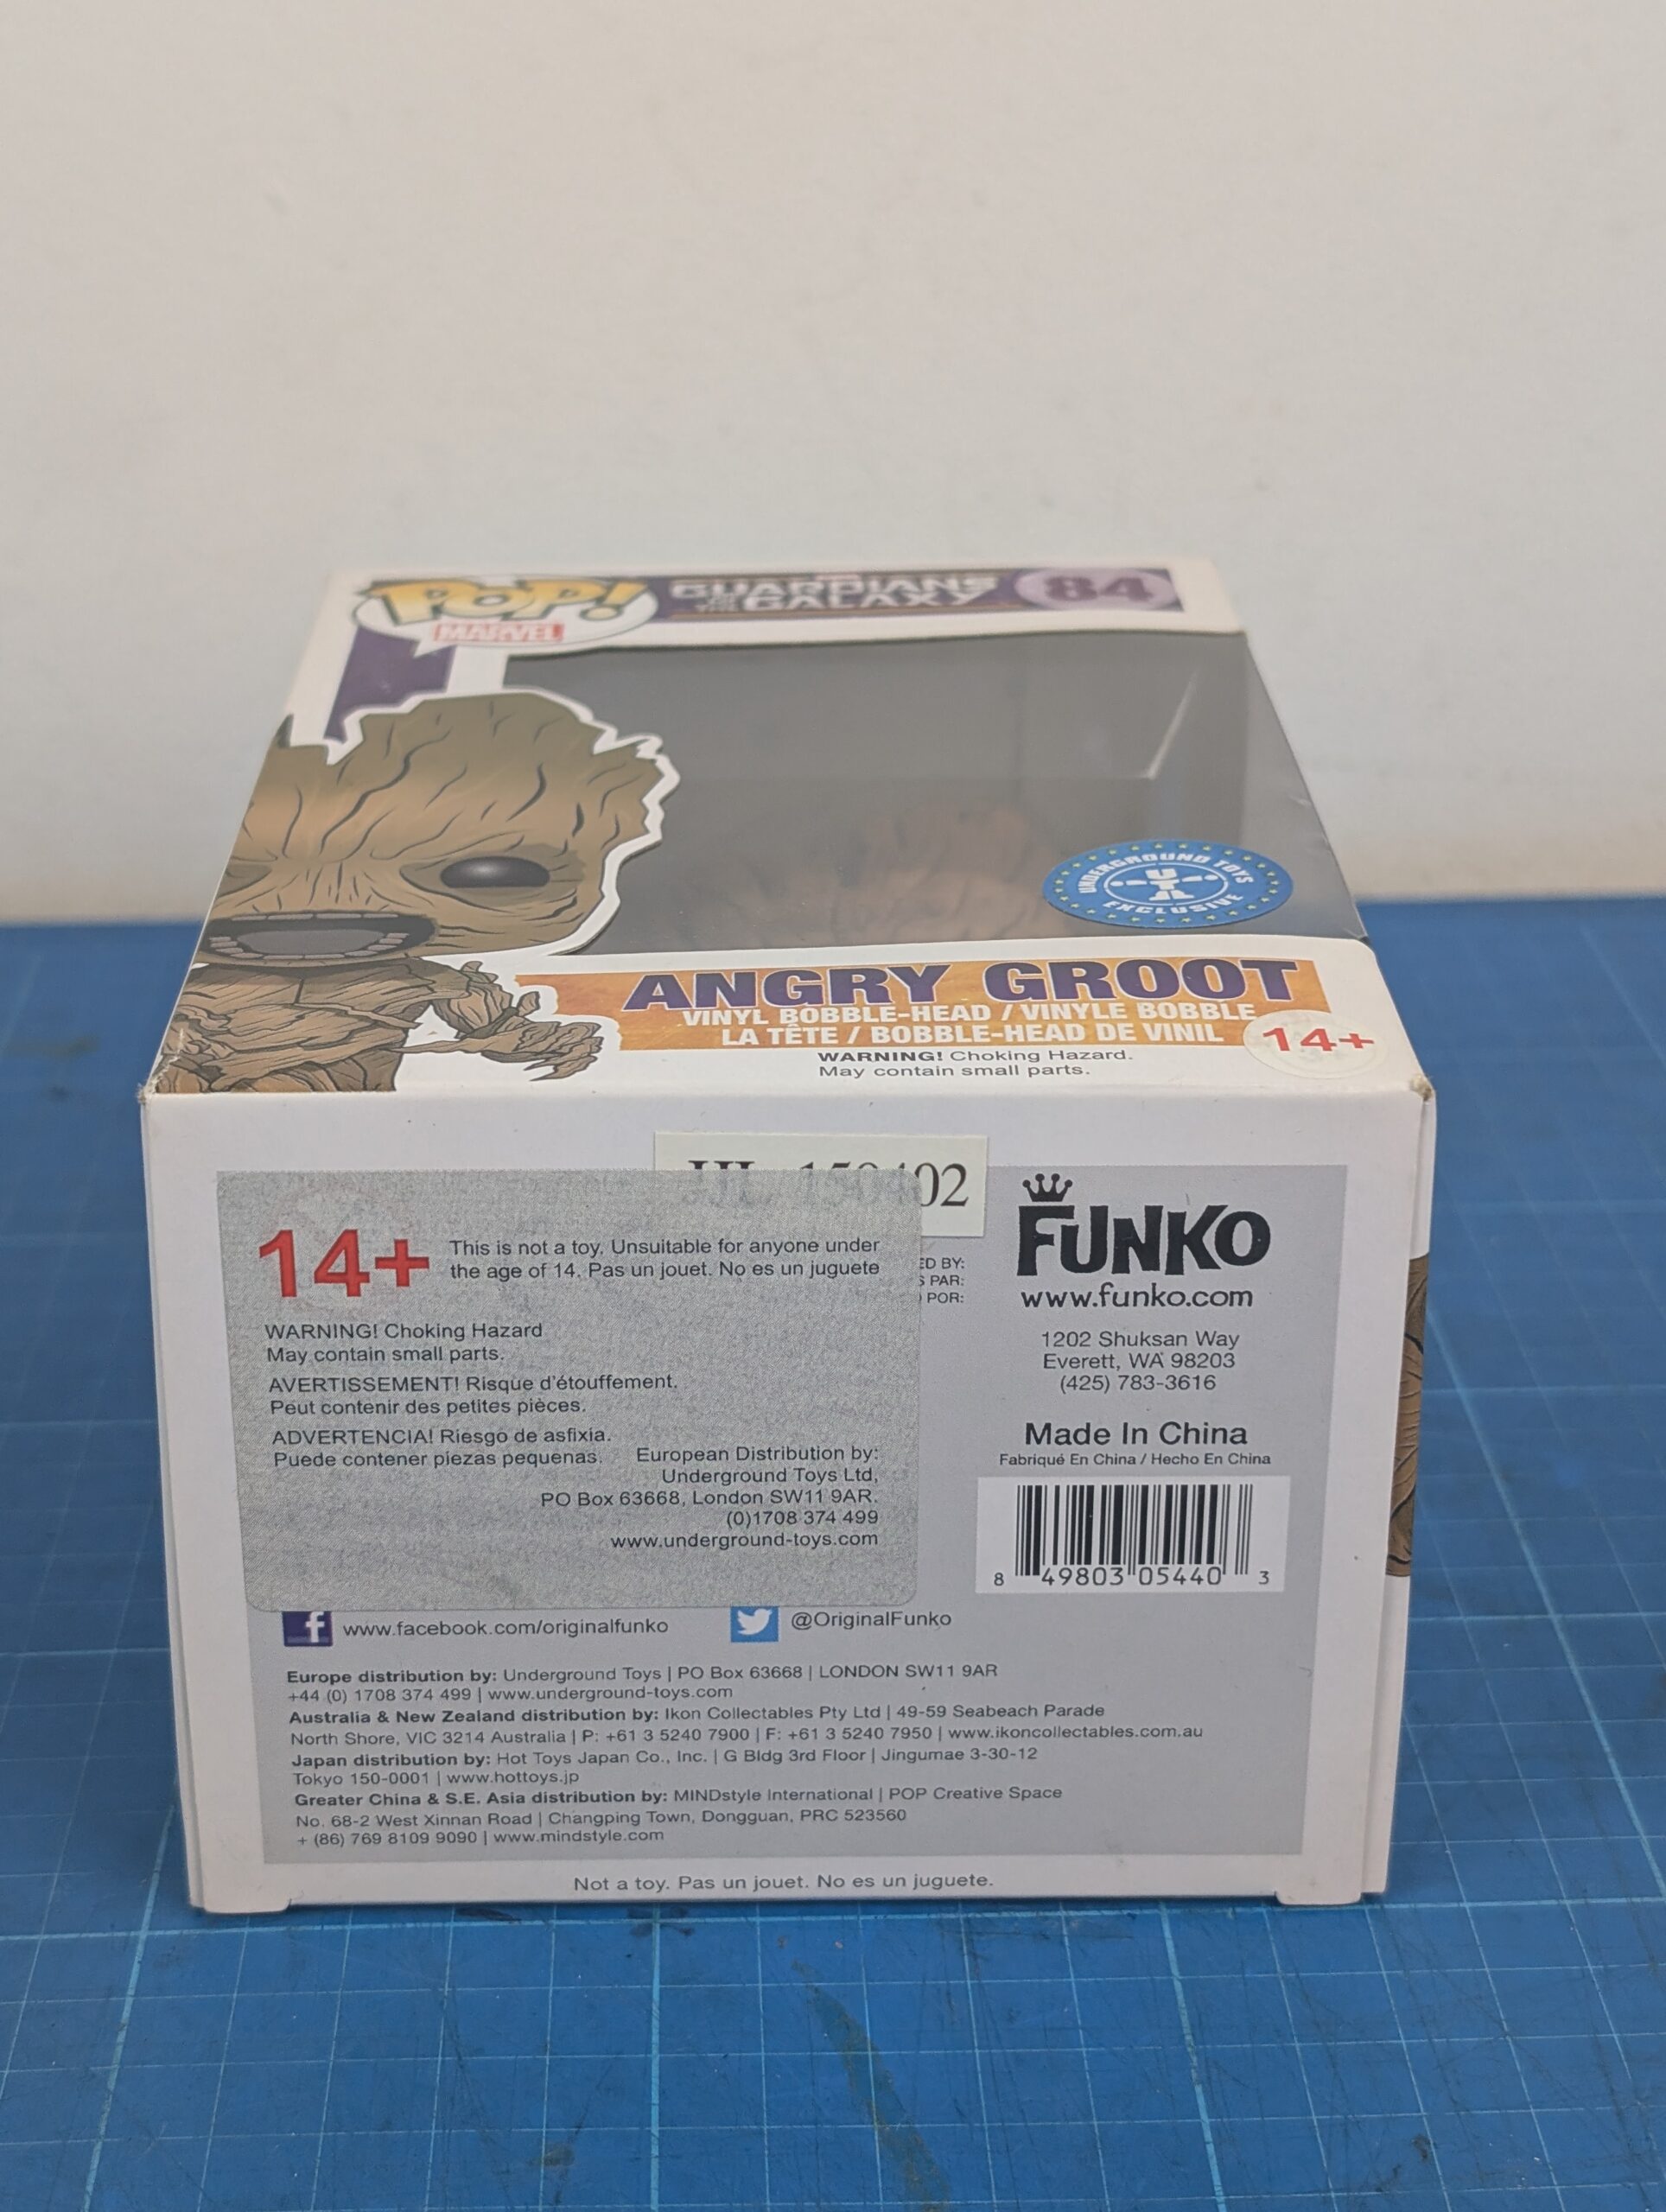 POP!
MARVEL
GUARDIANS
OF THE GALAXY
84
UNDERGROUND TOYS
EXCLUSIVE
ANGRY GROOT
VINYL BOBBLE-HEAD / VINYLE BOBBLE
LA TÊTE / BOBBLE-HEAD DE VINIL
14+
WARNING! Choking Hazard.
May contain small parts.
02
14+
This is not a toy. Unsuitable for anyone under
the age of 14. Pas un jouet. No es un juguete
WARNING! Choking Hazard
May contain small parts.
AVERTISSEMENT! Risque d'étouffement.
Peut contenir des petites pièces.
ADVERTENCIA! Riesgo de asfixia.
Puede contener piezas pequenas.
European Distribution by:
Underground Toys Ltd,
PO Box 63668, London SW11 9AR.
(0)1708 374 499
www.underground-toys.com
BY:
PAR:
POR:
FUNKO
www.funko.com
1202 Shuksan Way
Everett, WA 98203
(425) 783-3616
Made In China
Fabriqué En China / Hecho En China
8 49803 05440 3
f www.facebook.com/originalfunko
@OriginalFunko
Europe distribution by: Underground Toys | PO Box 63668 | LONDON SW11 9AR
+44 (0) 1708 374 499 | www.underground-toys.com
Australia & New Zealand distribution by: Ikon Collectables Pty Ltd | 49-59 Seabeach Parade
North Shore, VIC 3214 Australia | P: +61 3 5240 7900 | F: +61 3 5240 7950 | www.ikoncollectables.com.au
Japan distribution by: Hot Toys Japan Co., Inc. | G Bldg 3rd Floor | Jingumae 3-30-12
Tokyo 150-0001 | www.hottoys.jp
Greater China & S.E. Asia distribution by: MINDstyle International | POP Creative Space
No. 68-2 West Xinnan Road | Changping Town, Dongguan, PRC 523560
+ (86) 769 8109 9090 | www.mindstyle.com
Not a toy. Pas un jouet. No es un juguete.